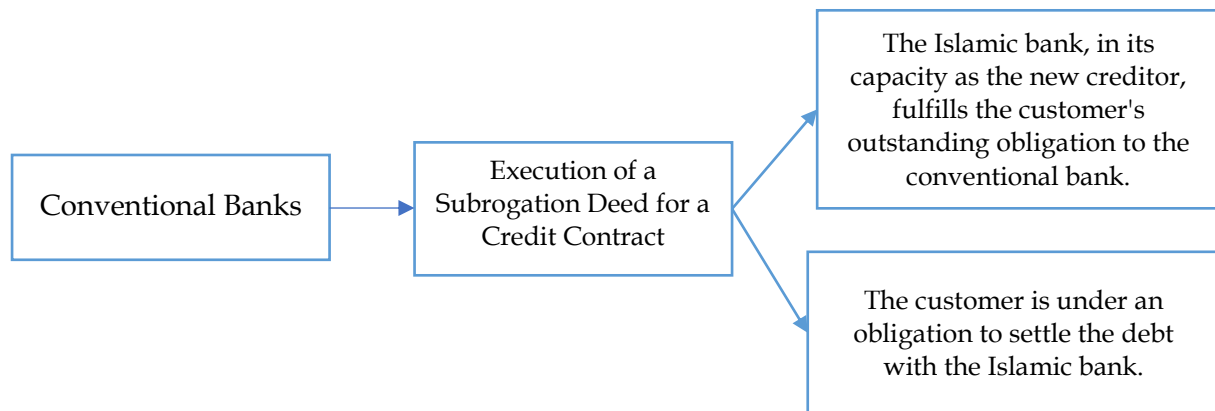 Conventional Banks
Execution of a
Subrogation Deed for a
Credit Contract
The Islamic bank, in its
capacity as the new creditor,
fulfills the customer's
outstanding obligation to the
conventional bank.
The customer is under an
obligation to settle the debt
with the Islamic bank.